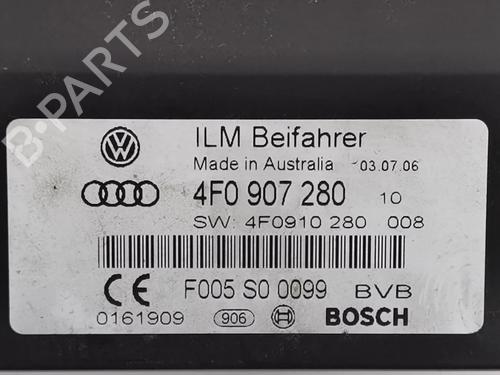 B-PARTS
ILM Beifahrer
Made in Australia 03.07.06
4F0 907 280 10
SW: 4F0910 280 008
F005 S0 0099 BVB
0161909 906 BOSCH